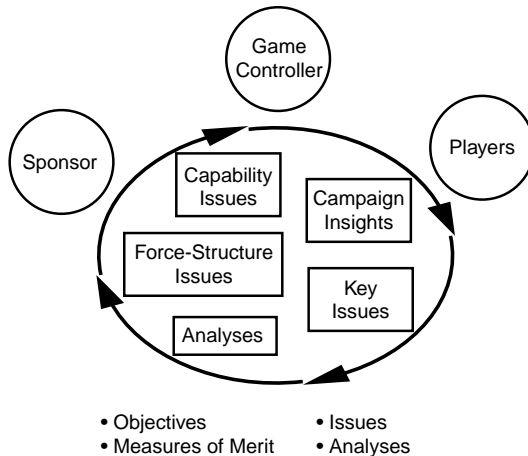 Game
Controller
Sponsor
Players
Capability
Issues
Campaign
Insights
Force-Structure
Issues
Key
Issues
Analyses
• Objectives
• Measures of Merit
• Issues
• Analyses